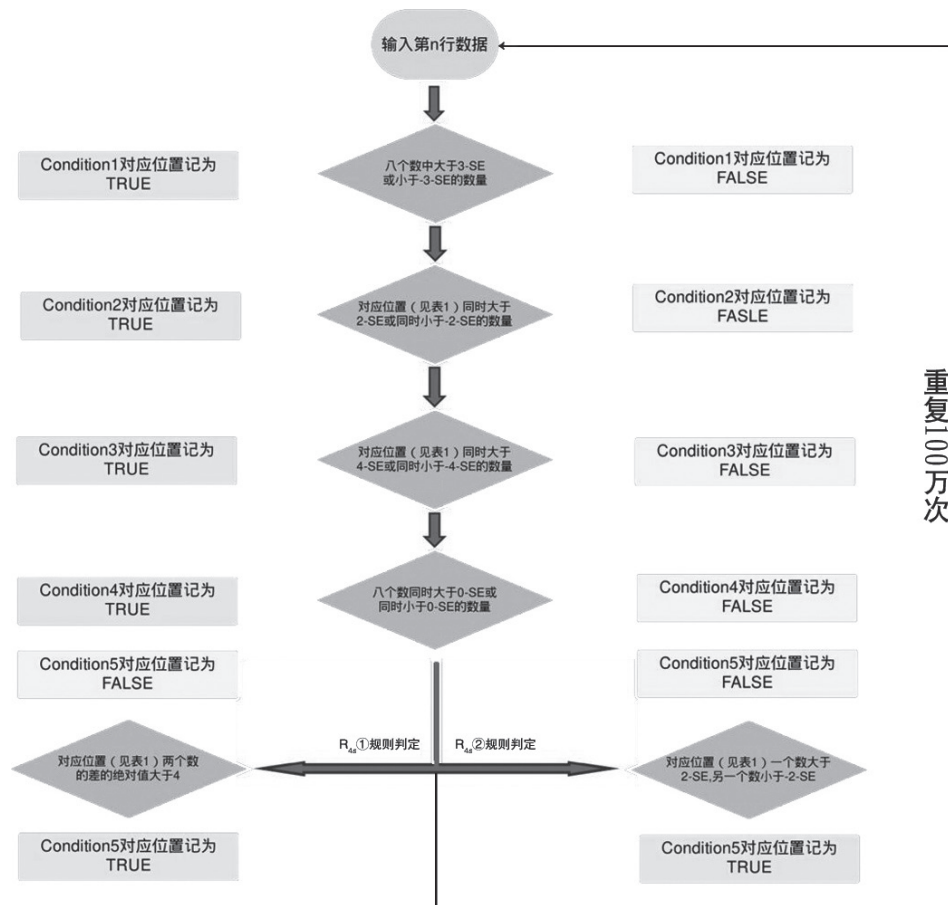 输入第n行数据
Condition1对应位置记为
TRUE
八个数中大于3-SE
或小于-3-SE的数量
Condition1对应位置记为
FALSE
Condition2对应位置记为
TRUE
对应位置（见表1）同时大于
2-SE或同时小于-2-SE的数量
Condition2对应位置记为
FASLE
重复100万次
Condition3对应位置记为
TRUE
对应位置（见表1）同时大于
4-SE或同时小于-4-SE的数量
Condition3对应位置记为
FALSE
Condition4对应位置记为
TRUE
八个数同时大于0-SE或
同时小于0-SE的数量
Condition4对应位置记为
FALSE
Condition5对应位置记为
FALSE
Condition5对应位置记为
FALSE
R4s①规则判定
R4s②规则判定
对应位置（见表1）两个数
的差的绝对值大于4
对应位置（见表1）一个数大于
2-SE,另一个数小于-2-SE
Condition5对应位置记为
TRUE
Condition5对应位置记为
TRUE